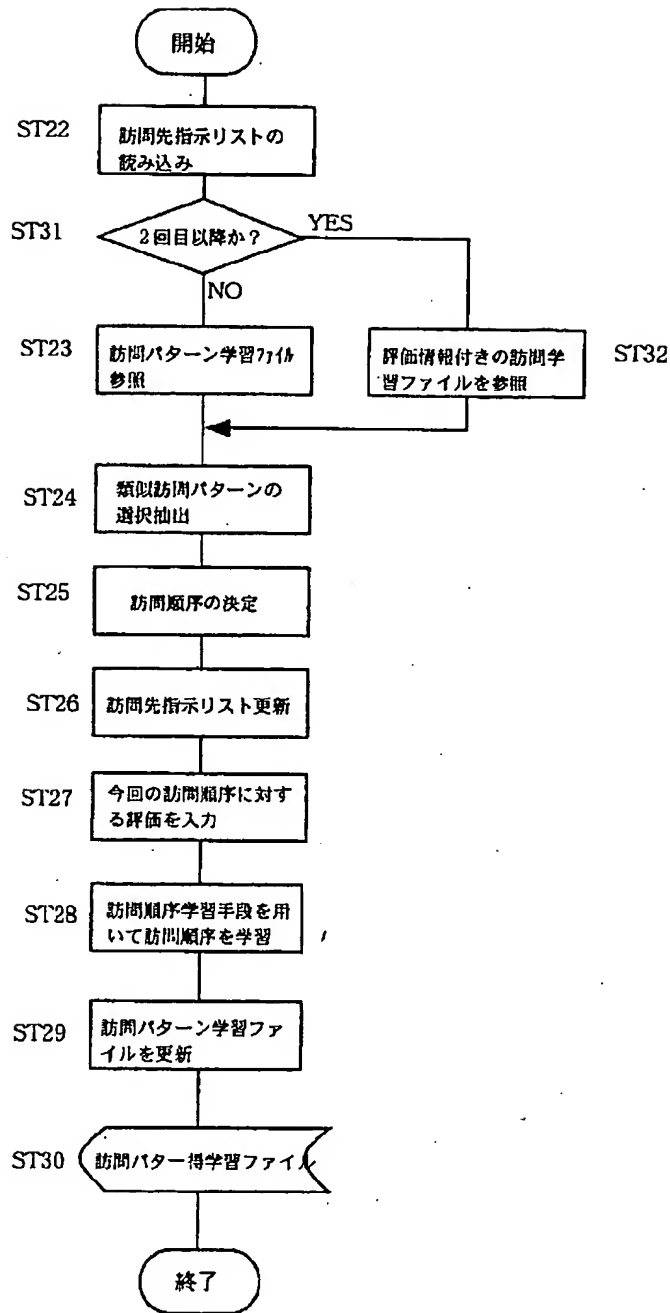 開始
ST22
訪問先指示リストの
読み込み
ST31
2回目以降か?
YES
NO
ST23
訪問パターン学習ファイル
参照
評価情報付きの訪問学
習ファイルを参照
ST32
ST24
類似訪問パターンの
選択抽出
ST25
訪問順序の決定
ST26
訪問先指示リスト更新
ST27
今回の訪問順序に対す
る評価を入力
ST28
訪問順序学習手段を用
いて訪問順序を学習
ST29
訪問パターン学習ファ
イルを更新
ST30
訪問パター得学習ファイル
終了